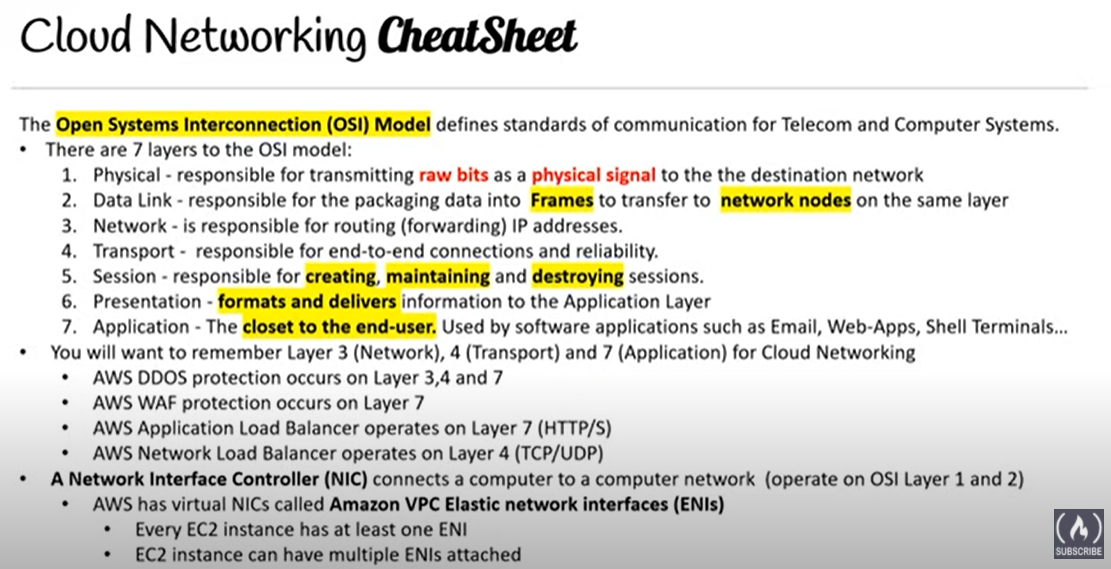 Cloud Networking CheatSheet
The Open Systems Interconnection (OSI) Model defines standards of communication for Telecom and Computer Systems.
• There are 7 layers to the OSI model:
1. Physical - responsible for transmitting raw bits as a physical signal to the the destination network
2. Data Link - responsible for the packaging data into Frames to transfer to network nodes on the same layer
3. Network - is responsible for routing (forwarding) IP addresses.
4. Transport - responsible for end-to-end connections and reliability.
5. Session - responsible for creating, maintaining and destroying sessions.
6. Presentation - formats and delivers information to the Application Layer
7. Application - The closet to the end-user. Used by software applications such as Email, Web-Apps, Shell Terminals...
• You will want to remember Layer 3 (Network), 4 (Transport) and 7 (Application) for Cloud Networking
• AWS DDOS protection occurs on Layer 3,4 and 7
• AWS WAF protection occurs on Layer 7
• AWS Application Load Balancer operates on Layer 7 (HTTP/S)
• AWS Network Load Balancer operates on Layer 4 (TCP/UDP)
• A Network Interface Controller (NIC) connects a computer to a computer network (operate on OSI Layer 1 and 2)
• AWS has virtual NICs called Amazon VPC Elastic network interfaces (ENIs)
• Every EC2 instance has at least one ENI
• EC2 instance can have multiple ENIs attached
SUBSCRIBE